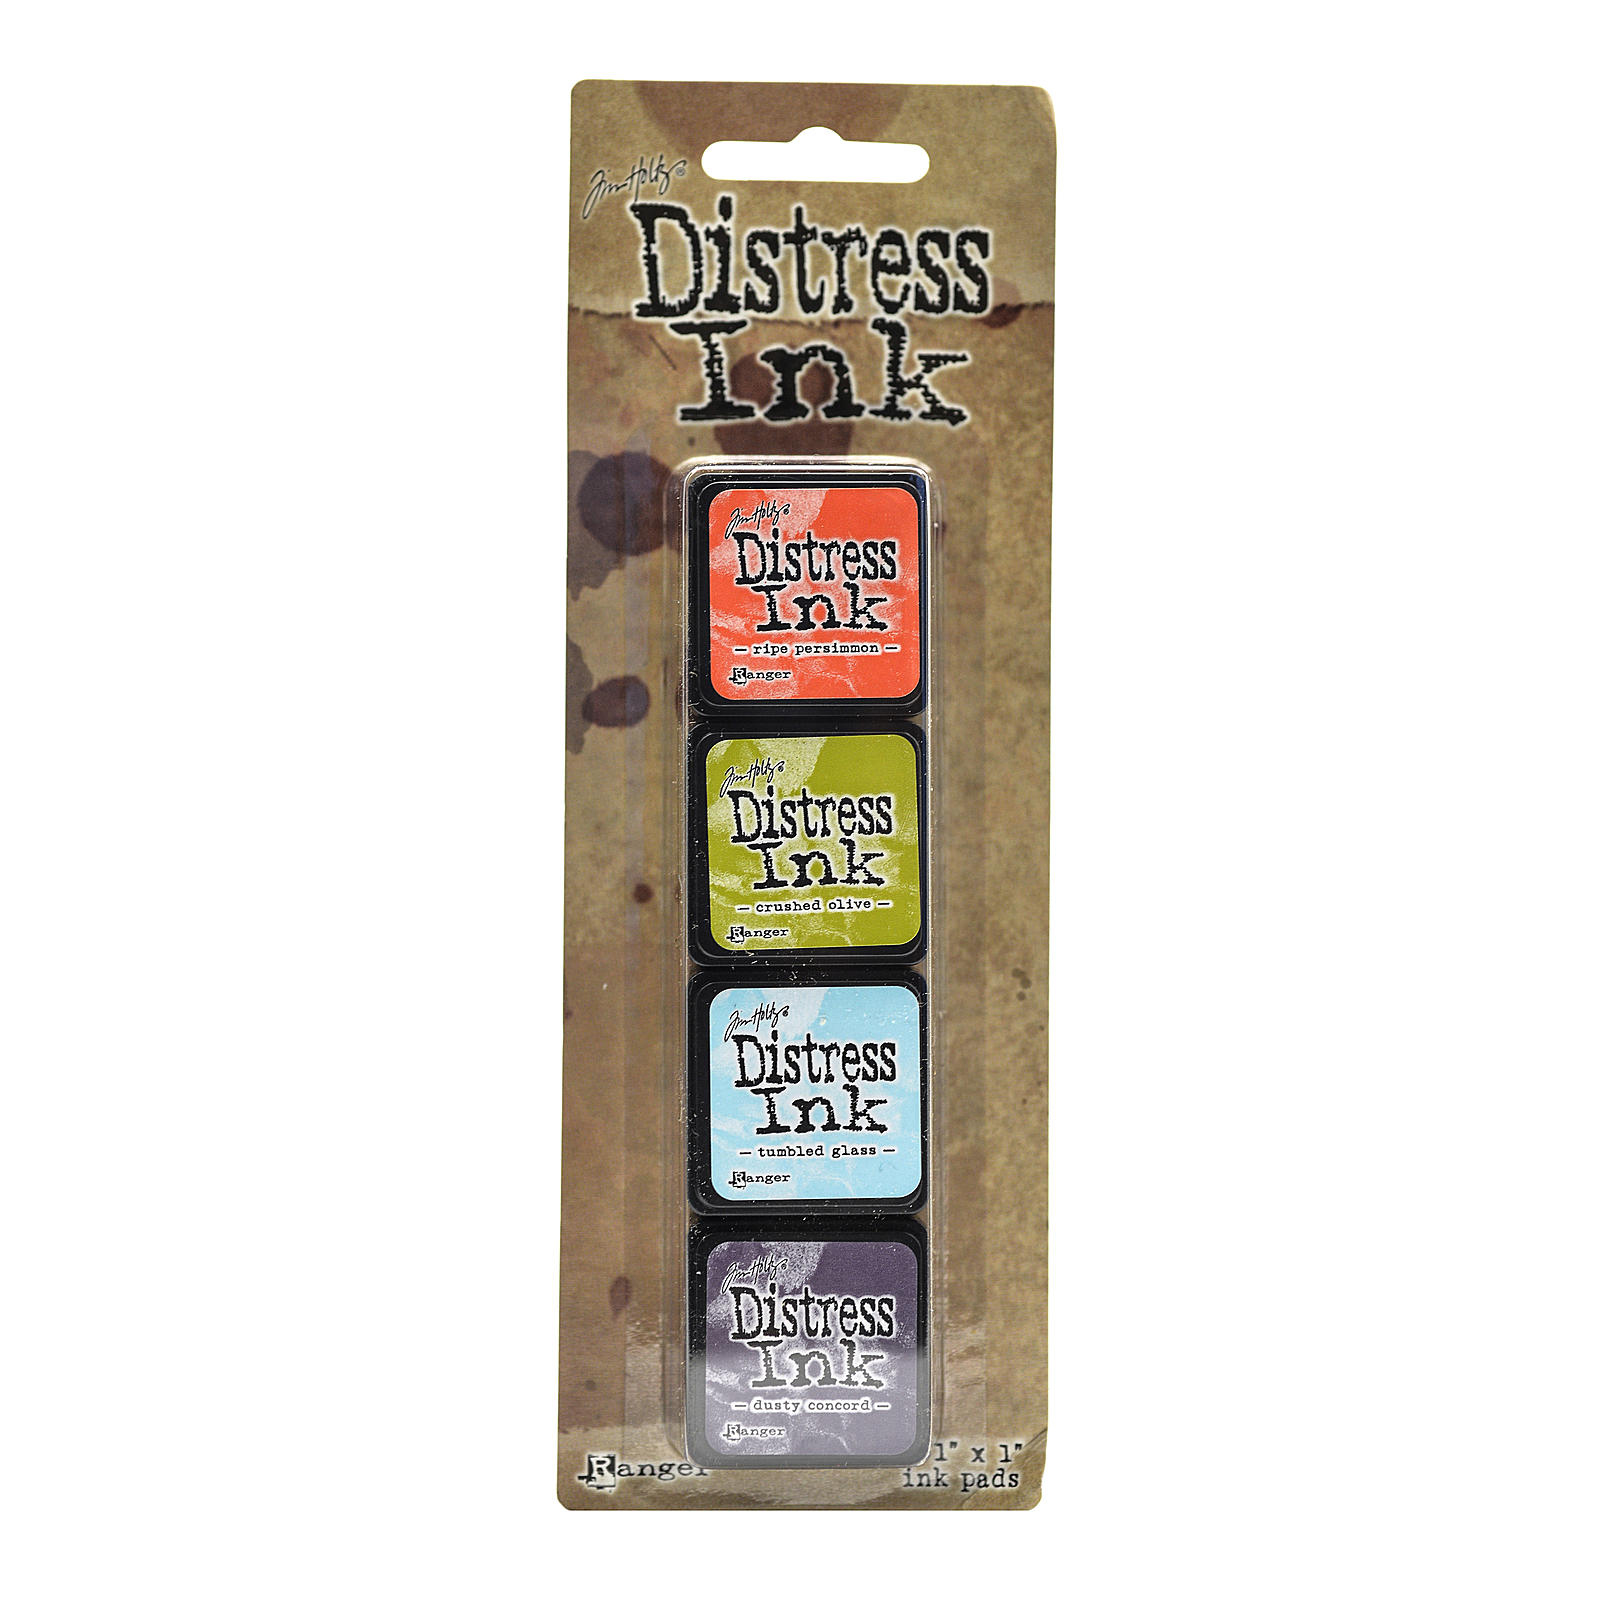 Tim Holtz®
Distress
Ink
Tim Holtz®
Distress
Ink
– ripe persimmon –
Ranger
Tim Holtz®
Distress
Ink
– crushed olive –
Ranger
Tim Holtz®
Distress
Ink
– tumbled glass –
Ranger
Tim Holtz®
Distress
Ink
– dusty concord –
Ranger
Ranger
1" x 1"
ink pads